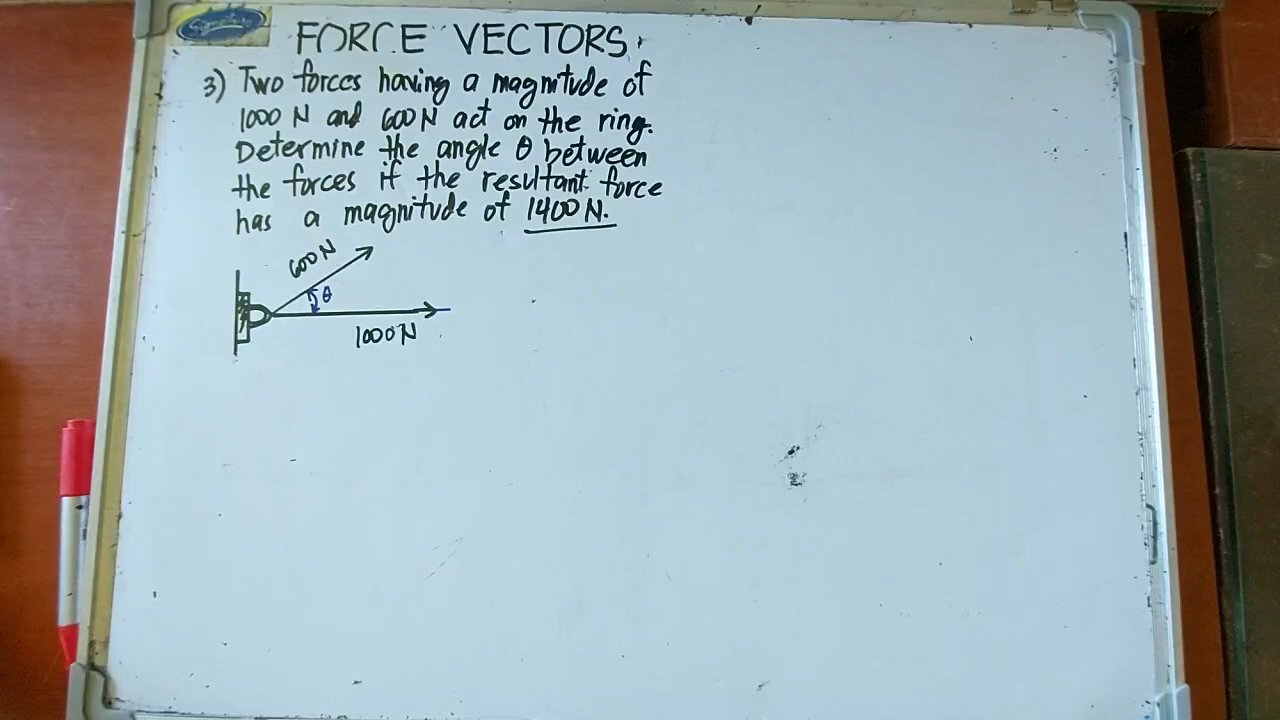 FORCE VECTORS
3) Two forces having a magnitude of
1000 N and 600 N act on the ring.
Determine the angle θ between
the forces if the resultant force
has a magnitude of 1400 N.
600 N
θ
1000 N